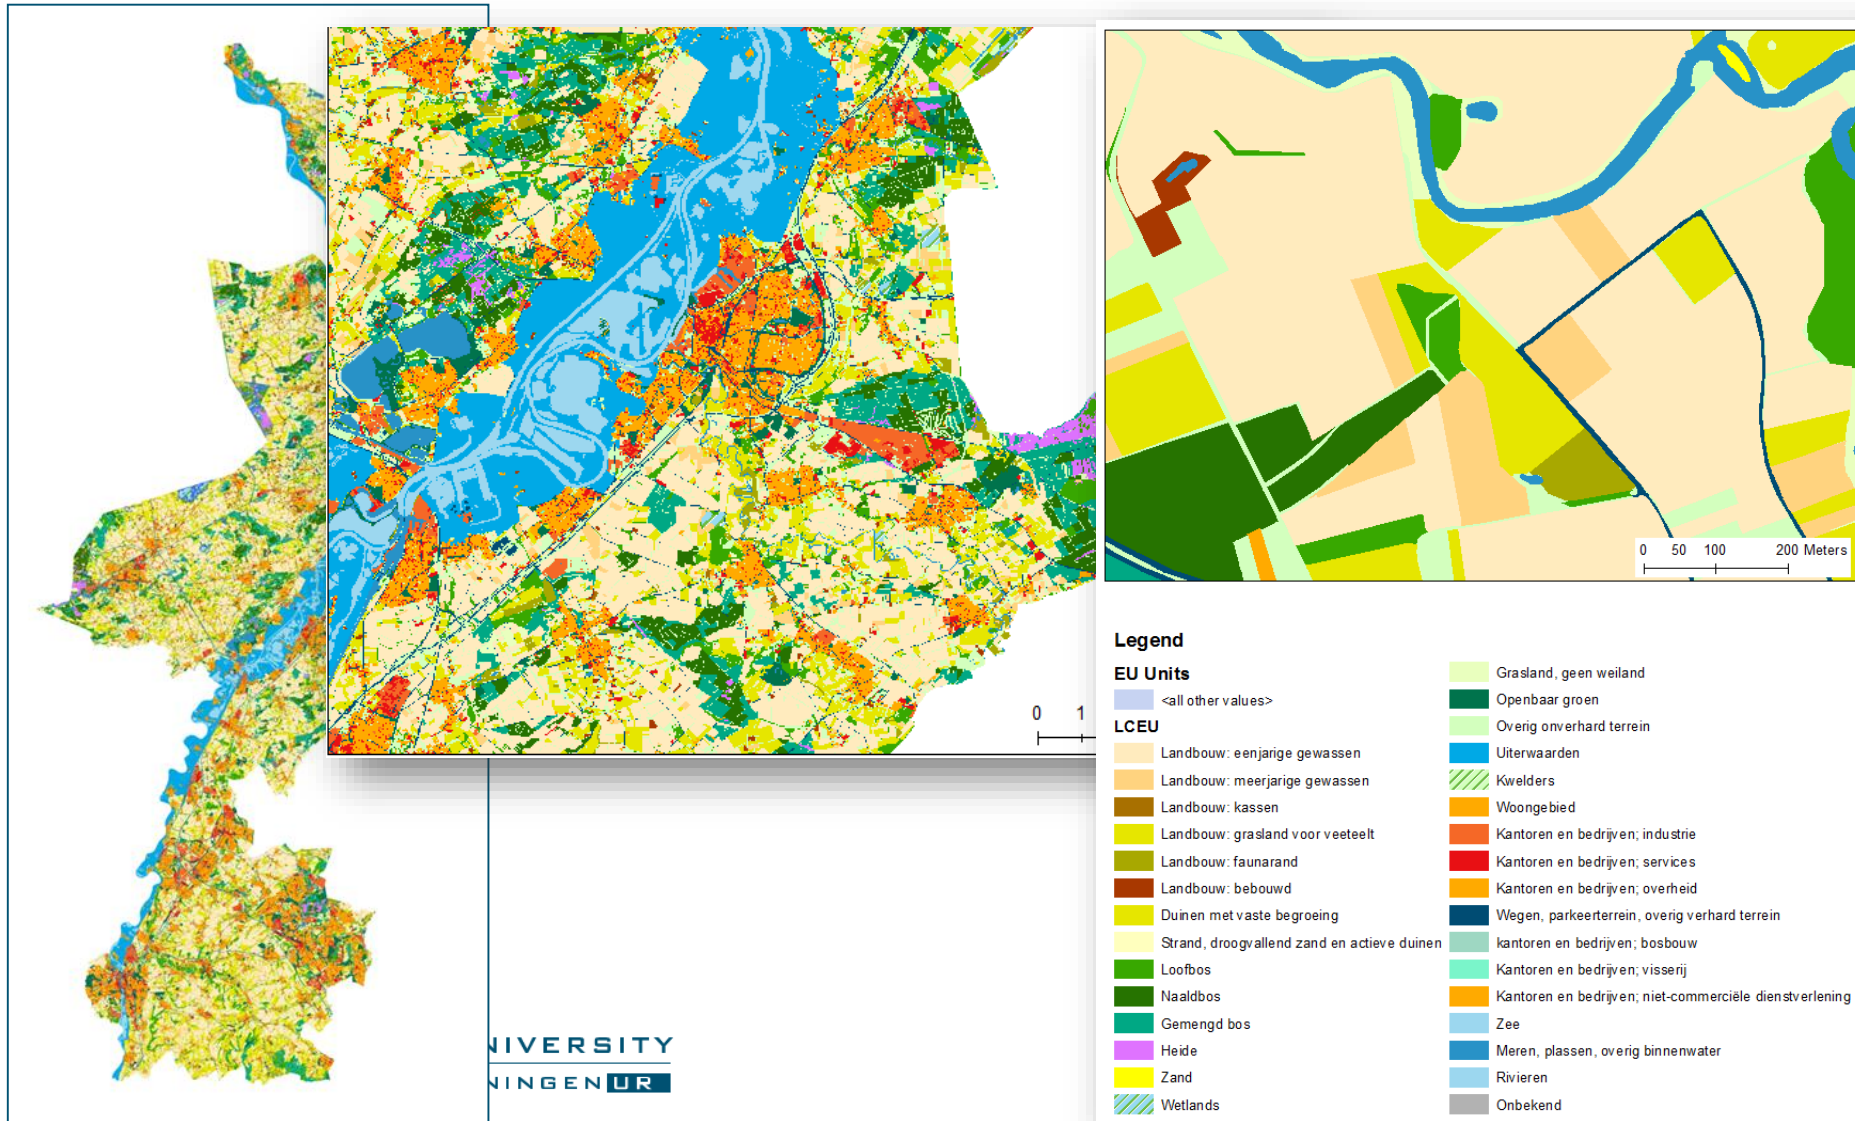 0 1
0 50 100 200 Meters
Legend
EU Units
<all other values>
LCEU
Landbouw: eenjarige gewassen
Landbouw: meerjarige gewassen
Landbouw: kassen
Landbouw: grasland voor veeteelt
Landbouw: faunarand
Landbouw: bebouwd
Duinen met vaste begroeing
Strand, droogvallend zand en actieve duinen
Loofbos
Naaldbos
Gemengd bos
Heide
Zand
Wetlands
Grasland, geen weiland
Openbaar groen
Overig onverhard terrein
Uiterwaarden
Kwelders
Woongebied
Kantoren en bedrijven; industrie
Kantoren en bedrijven; services
Kantoren en bedrijven; overheid
Wegen, parkeerterrein, overig verhard terrein
kantoren en bedrijven; bosbouw
Kantoren en bedrijven; visserij
Kantoren en bedrijven; niet-commerciële dienstverlening
Zee
Meren, plassen, overig binnenwater
Rivieren
Onbekend
NIVERSITY
NINGEN UR